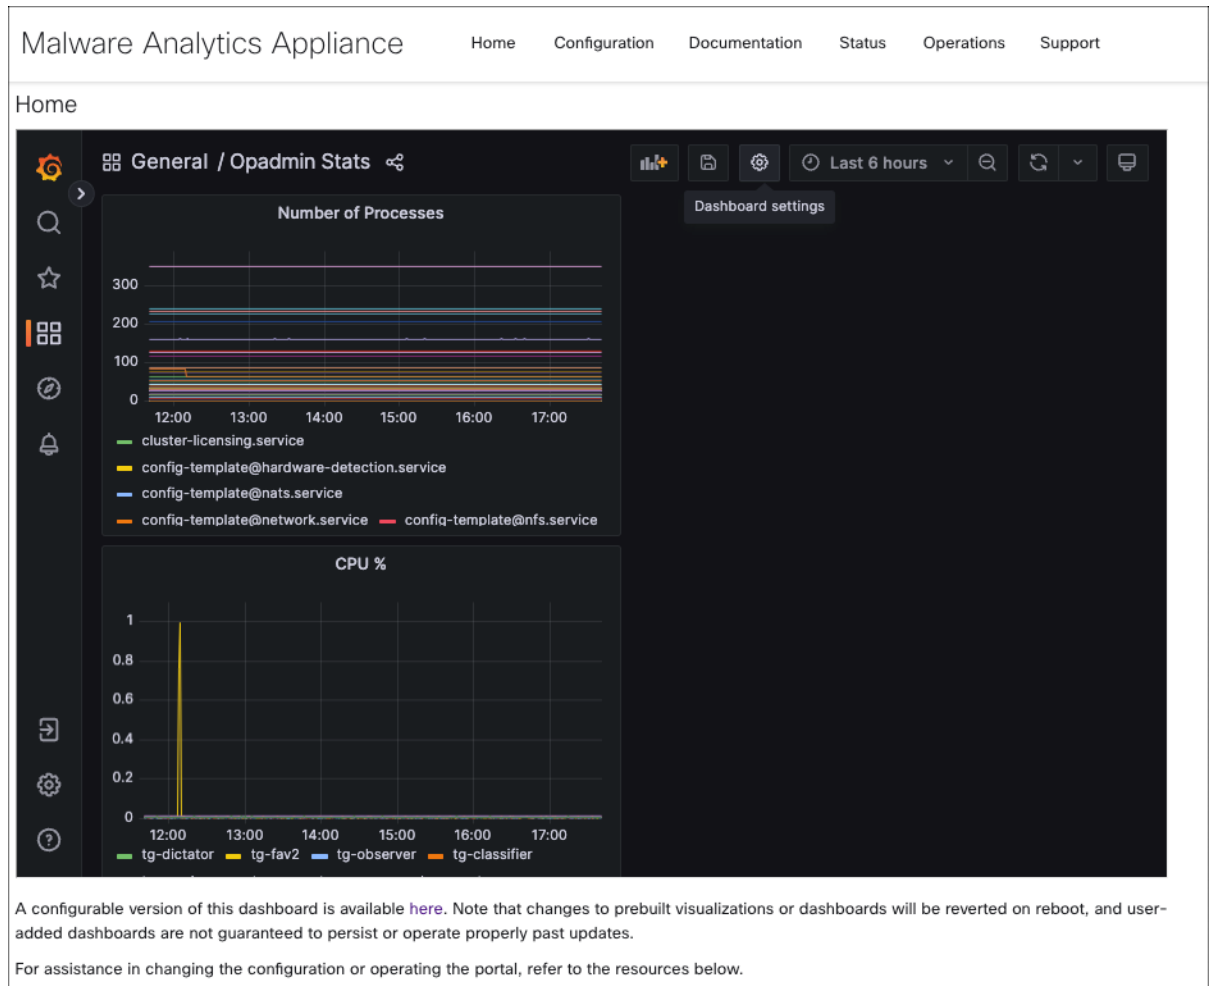 Malware Analytics Appliance Home Configuration Documentation Status Operations Support
Home
General / Opadmin Stats Last 6 hours
Dashboard settings
Number of Processes
300
200
100
0
12:00 13:00 14:00 15:00 16:00 17:00
cluster-licensing.service
config-template@hardware-detection.service
config-template@nats.service
config-template@network.service config-template@nfs.service
CPU %
1
0.8
0.6
0.4
0.2
0
12:00 13:00 14:00 15:00 16:00 17:00
tg-dictator tg-fav2 tg-observer tg-classifier
A configurable version of this dashboard is available here. Note that changes to prebuilt visualizations or dashboards will be reverted on reboot, and user-
added dashboards are not guaranteed to persist or operate properly past updates.
For assistance in changing the configuration or operating the portal, refer to the resources below.